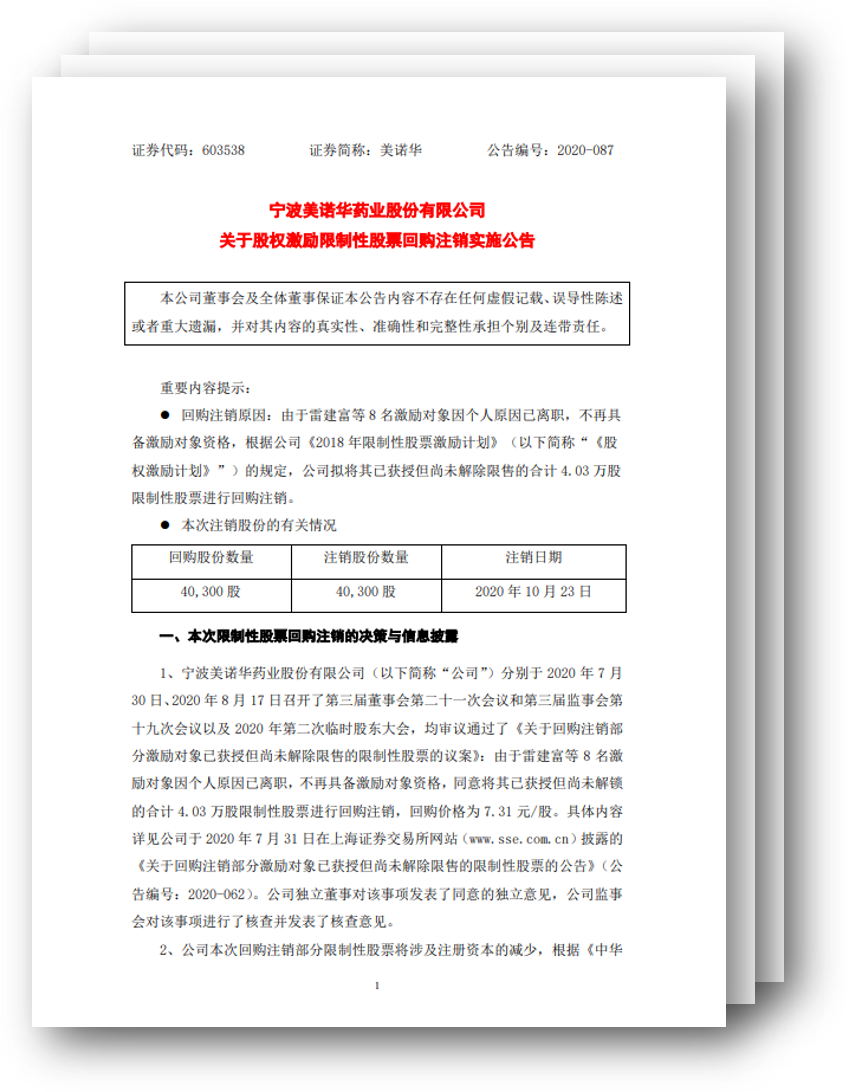 证券代码：603538 证券简称：美诺华 公告编号：2020-087
宁波美诺华药业股份有限公司
关于股权激励限制性股票回购注销实施公告
本公司董事会及全体董事保证本公告内容不存在任何虚假记载、误导性陈述
或者重大遗漏，并对其内容的真实性、准确性和完整性承担个别及连带责任。
重要内容提示：
● 回购注销原因：由于雷建富等 8 名激励对象因个人原因已离职，不再具
备激励对象资格，根据公司《2018 年限制性股票激励计划》（以下简称“《股
权激励计划》”）的规定，公司拟将其已获授但尚未解除限售的合计 4.03 万股
限制性股票进行回购注销。
● 本次注销股份的有关情况
回购股份数量 注销股份数量 注销日期
40,300 股 40,300 股 2020 年 10 月 23 日
一、本次限制性股票回购注销的决策与信息披露
1、宁波美诺华药业股份有限公司（以下简称“公司”）分别于 2020 年 7 月
30 日、2020 年 8 月 17 日召开了第三届董事会第二十一次会议和第三届监事会第
十九次会议以及 2020 年第二次临时股东大会，均审议通过了《关于回购注销部
分激励对象已获授但尚未解除限售的限制性股票的议案》：由于雷建富等 8 名激
励对象因个人原因已离职，不再具备激励对象资格，同意将其已获授但尚未解锁
的合计 4.03 万股限制性股票进行回购注销，回购价格为 7.31 元/股。具体内容
详见公司于 2020 年 7 月 31 日在上海证券交易所网站（www.sse.com.cn）披露的
《关于回购注销部分激励对象已获授但尚未解除限售的限制性股票的公告》（公
告编号：2020-062）。公司独立董事对该事项发表了同意的独立意见，公司监事
会对该事项进行了核查并发表了核查意见。
2、公司本次回购注销部分限制性股票将涉及注册资本的减少，根据《中华
1